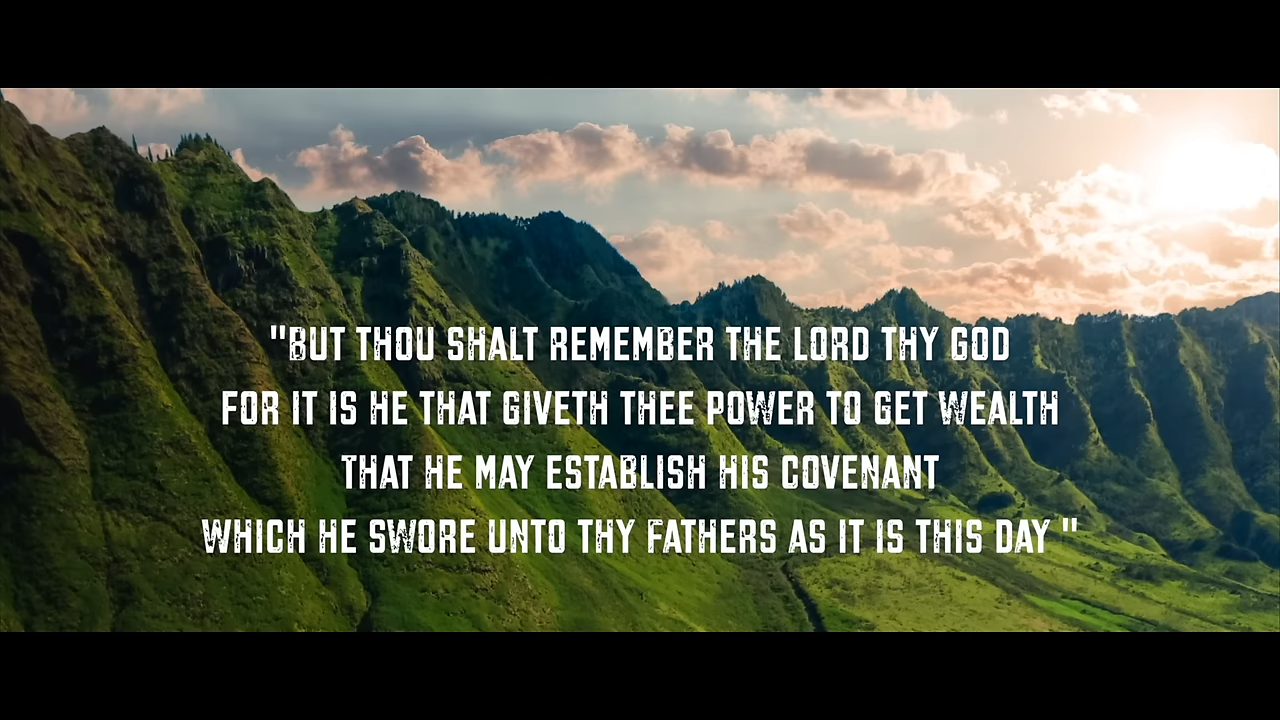 "BUT THOU SHALT REMEMBER THE LORD THY GOD
FOR IT IS HE THAT GIVETH THEE POWER TO GET WEALTH
THAT HE MAY ESTABLISH HIS COVENANT
WHICH HE SWORE UNTO THY FATHERS AS IT IS THIS DAY "